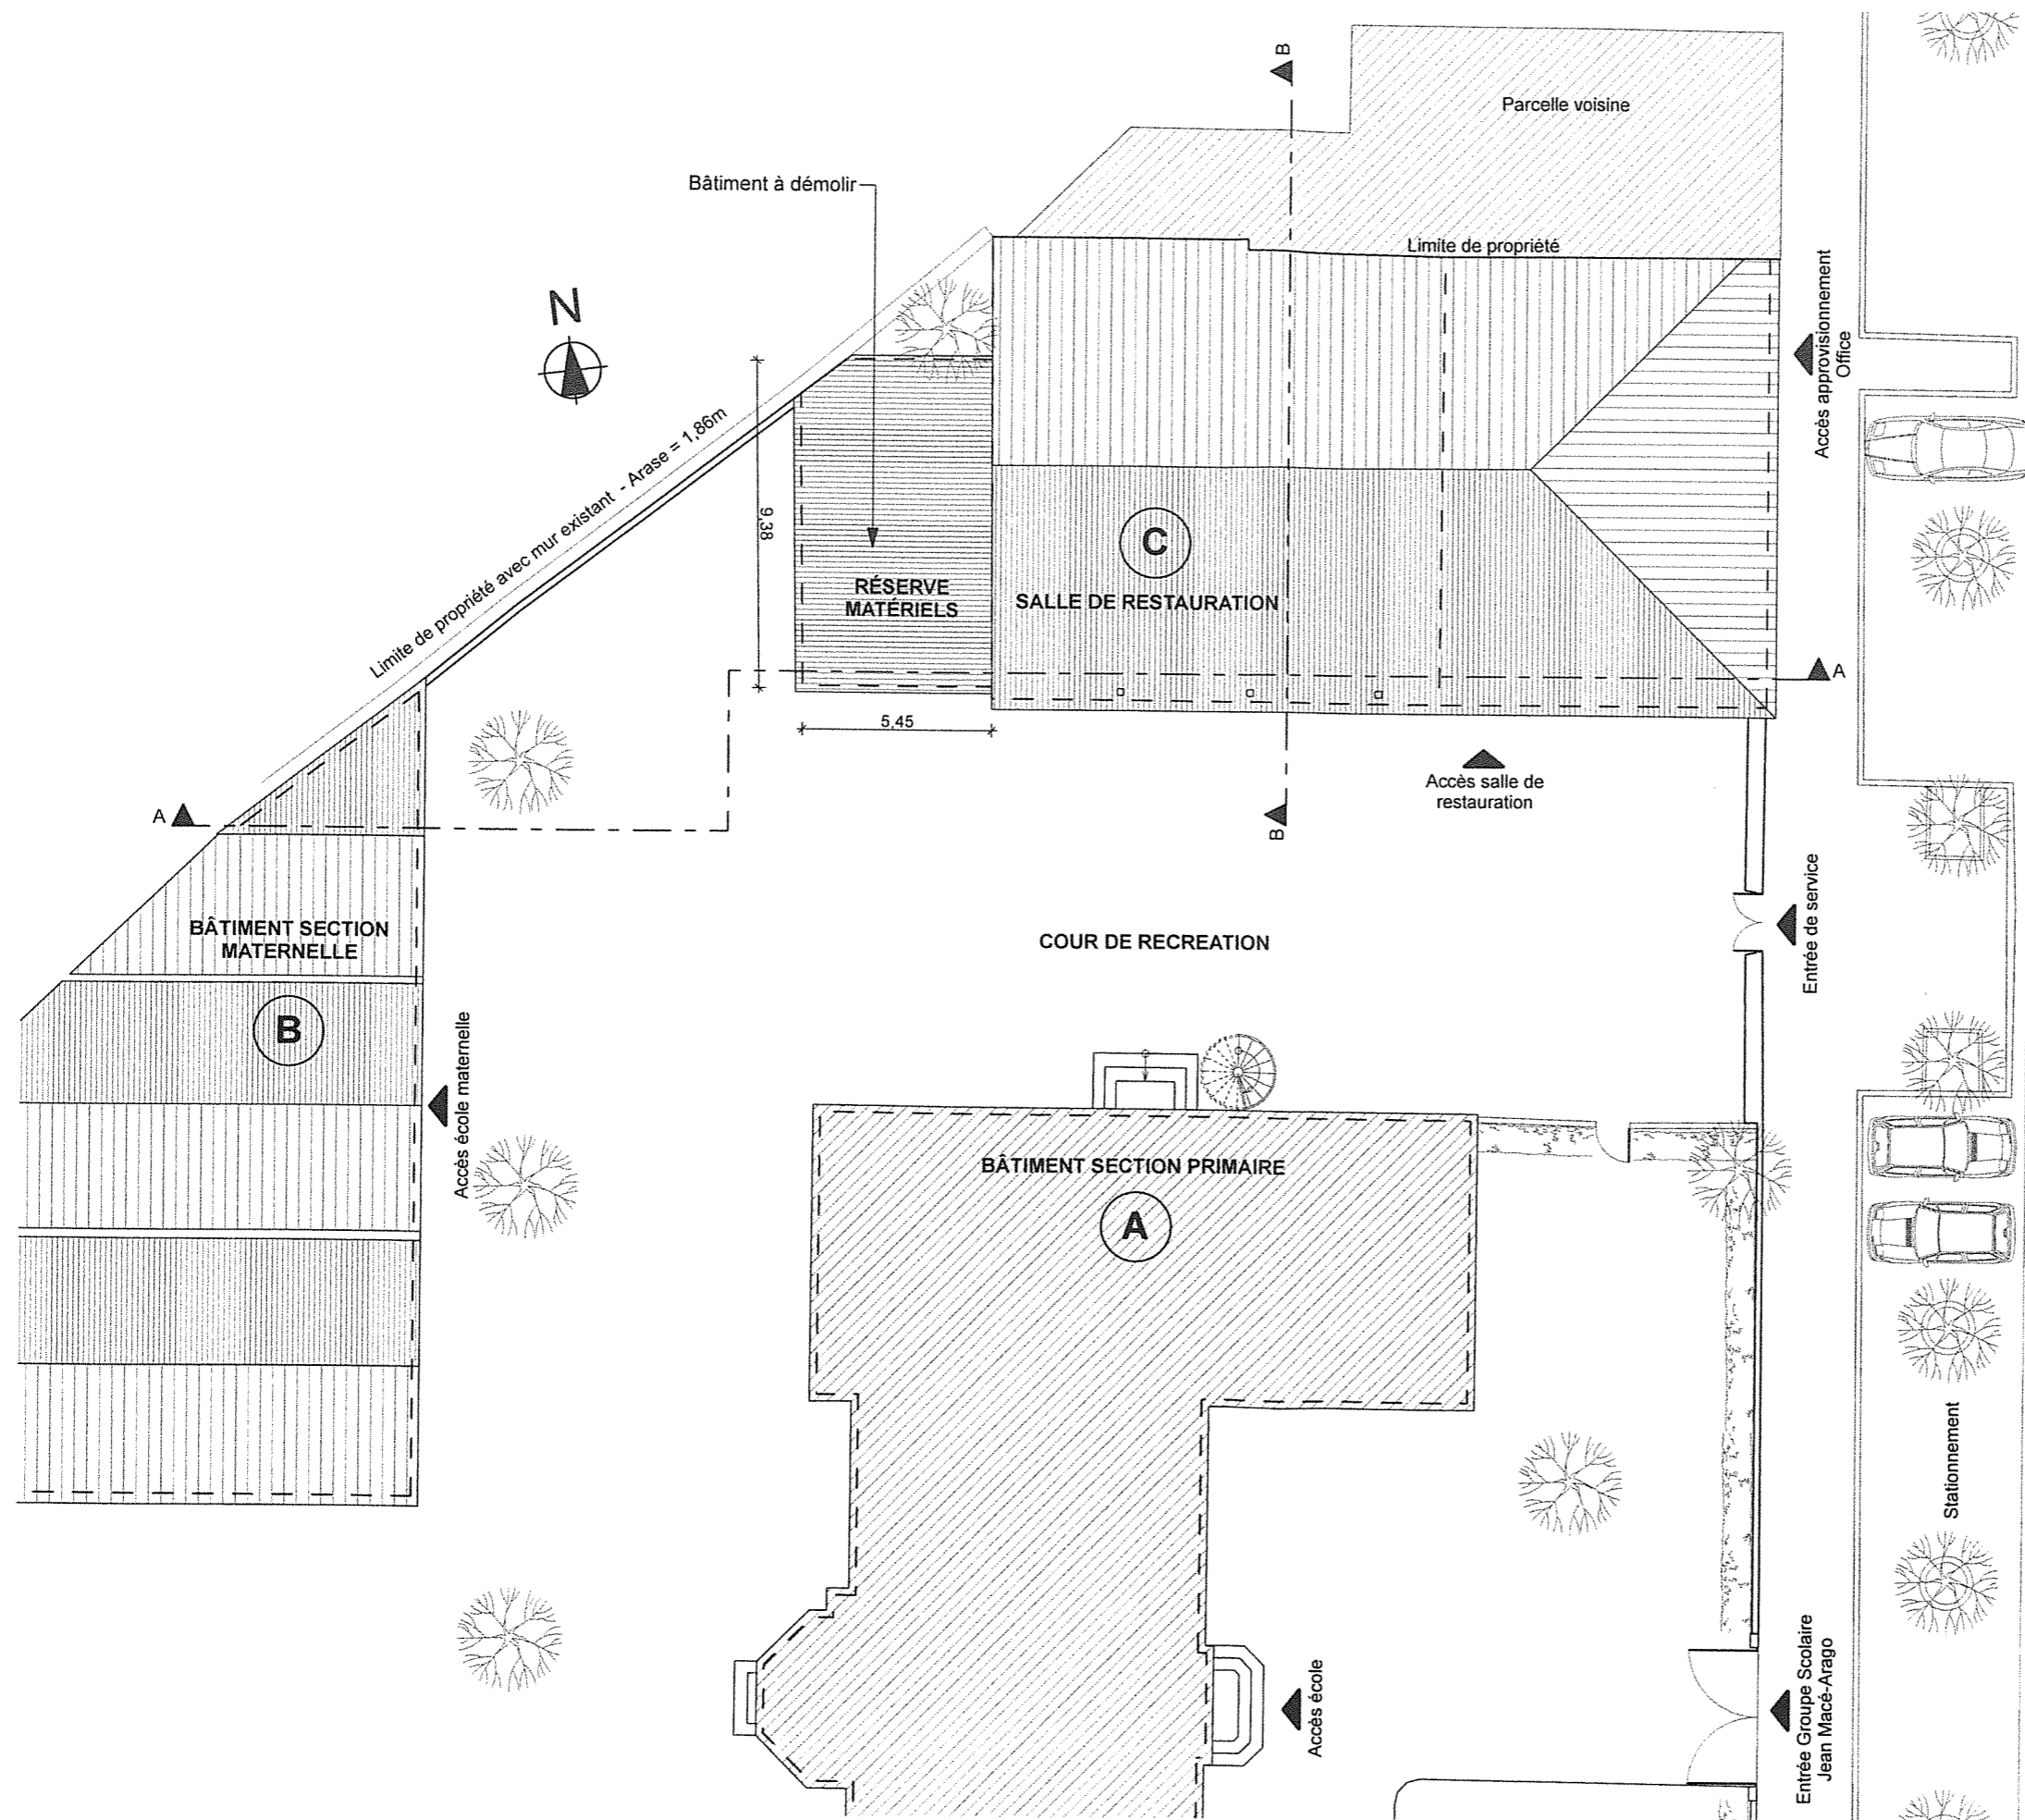 B
Parcelle voisine
Bâtiment à démolir
Limite de propriété
N
Accès approvisionnement
Office
Limite de propriété avec mur existant - Arase = 1,86m
9,38
C
RÉSERVE
MATÉRIELS
SALLE DE RESTAURATION
A
5,45
Accès salle de
restauration
A
B
Entrée de service
BÂTIMENT SECTION
MATERNELLE
COUR DE RECREATION
B
Accès école maternelle
BÂTIMENT SECTION PRIMAIRE
A
Stationnement
Accès école
Entrée Groupe Scolaire
Jean Macé-Arago